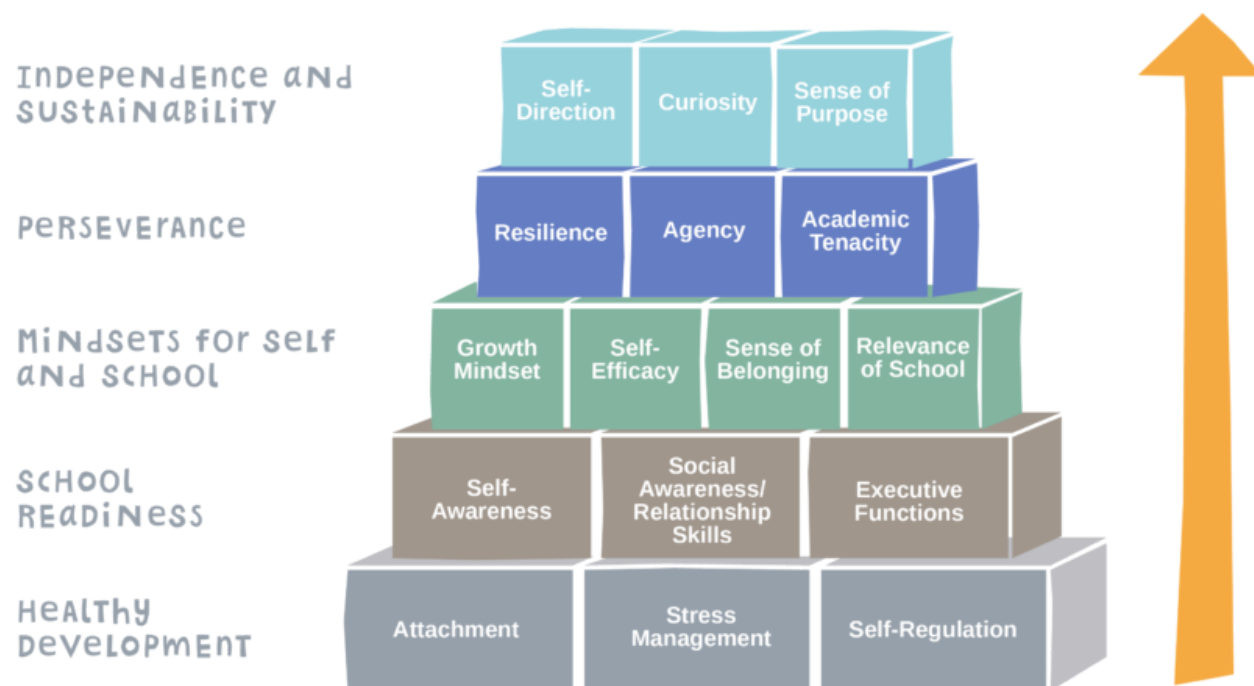 Independence and
Sustainability
Self-
Direction
Curiosity
Sense of
Purpose
Perseverance
Resilience
Agency
Academic
Tenacity
Mindsets for Self
and School
Growth
Mindset
Self-
Efficacy
Sense of
Belonging
Relevance
of School
School
Readiness
Self-
Awareness
Social
Awareness/
Relationship
Skills
Executive
Functions
Healthy
Development
Attachment
Stress
Management
Self-Regulation